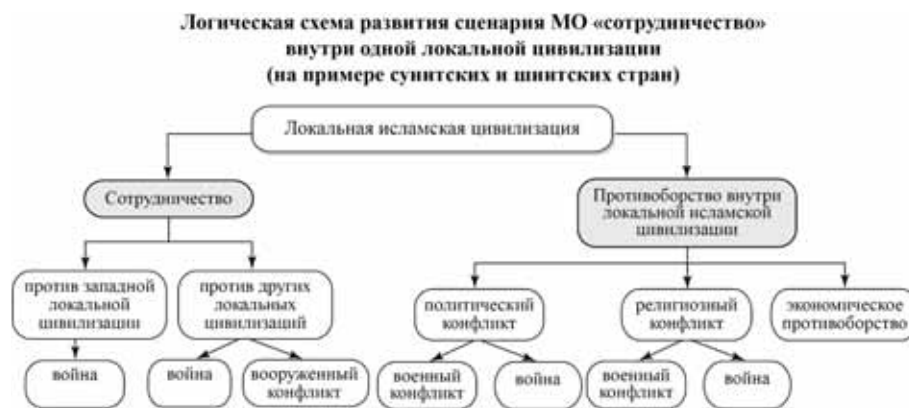 Логическая схема развития сценария МО «сотрудничество»
внутри одной локальной цивилизации
(на примере сунитских и шиитских стран)
Локальная исламская цивилизация
Сотрудничество
Противоборство внутри
локальной исламской
цивилизации
против западной
локальной
цивилизации
против других
локальных
цивилизаций
политический
конфликт
религиозный
конфликт
экономическое
противоборство
война
война
вооруженный
конфликт
военный
конфликт
война
военный
конфликт
война